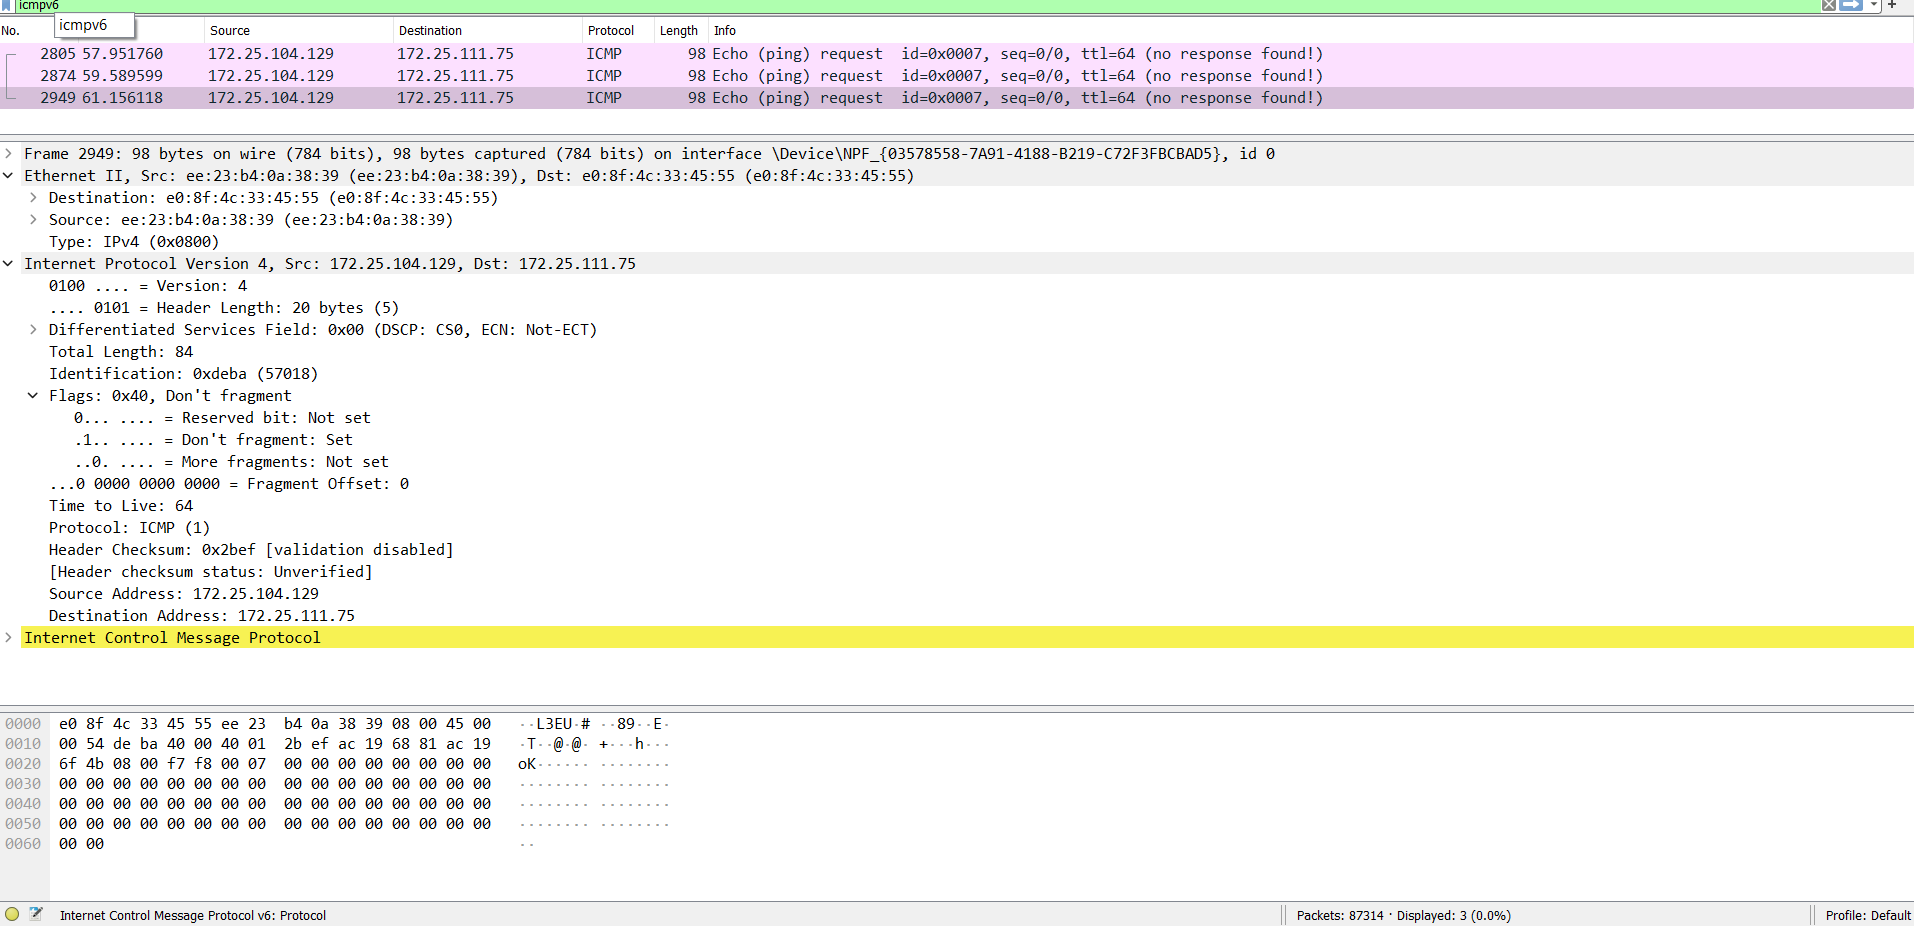 icmpv6
icmpv6
No. Source Destination Protocol Length Info
2805 57.951760 172.25.104.129 172.25.111.75 ICMP 98 Echo (ping) request id=0x0007, seq=0/0, ttl=64 (no response found!)
2874 59.589599 172.25.104.129 172.25.111.75 ICMP 98 Echo (ping) request id=0x0007, seq=0/0, ttl=64 (no response found!)
2949 61.156118 172.25.104.129 172.25.111.75 ICMP 98 Echo (ping) request id=0x0007, seq=0/0, ttl=64 (no response found!)
Frame 2949: 98 bytes on wire (784 bits), 98 bytes captured (784 bits) on interface \Device\NPF_{03578558-7A91-4188-B219-C72F3FBCBAD5}, id 0
Ethernet II, Src: ee:23:b4:0a:38:39 (ee:23:b4:0a:38:39), Dst: e0:8f:4c:33:45:55 (e0:8f:4c:33:45:55)
Destination: e0:8f:4c:33:45:55 (e0:8f:4c:33:45:55)
Source: ee:23:b4:0a:38:39 (ee:23:b4:0a:38:39)
Type: IPv4 (0x0800)
Internet Protocol Version 4, Src: 172.25.104.129, Dst: 172.25.111.75
0100 .... = Version: 4
.... 0101 = Header Length: 20 bytes (5)
Differentiated Services Field: 0x00 (DSCP: CS0, ECN: Not-ECT)
Total Length: 84
Identification: 0xdeba (57018)
Flags: 0x40, Don't fragment
0... .... = Reserved bit: Not set
.1.. .... = Don't fragment: Set
..0. .... = More fragments: Not set
...0 0000 0000 0000 = Fragment Offset: 0
Time to Live: 64
Protocol: ICMP (1)
Header Checksum: 0x2bef [validation disabled]
[Header checksum status: Unverified]
Source Address: 172.25.104.129
Destination Address: 172.25.111.75
Internet Control Message Protocol
0000 e0 8f 4c 33 45 55 ee 23 b4 0a 38 39 08 00 45 00 ··L3EU·# ··89··E·
0010 00 54 de ba 40 00 40 01 2b ef ac 19 68 81 ac 19 ·T··@·@· +···h···
0020 6f 4b 08 00 f7 f8 00 07 00 00 00 00 00 00 00 00 oK······ ········
0030 00 00 00 00 00 00 00 00 00 00 00 00 00 00 00 00 ········ ········
0040 00 00 00 00 00 00 00 00 00 00 00 00 00 00 00 00 ········ ········
0050 00 00 00 00 00 00 00 00 00 00 00 00 00 00 00 00 ········ ········
0060 00 00 ··
Internet Control Message Protocol v6: Protocol Packets: 87314 · Displayed: 3 (0.0%) Profile: Default